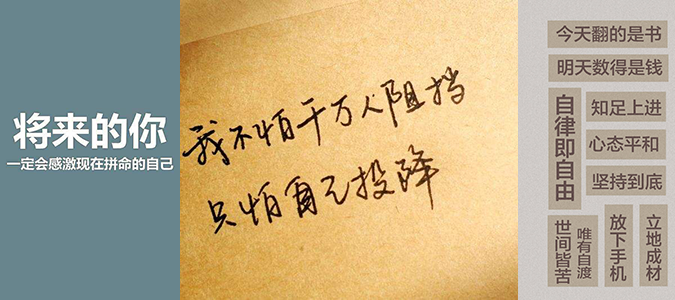 将来的你
一定会感激现在拼命的自己
我不怕千万人阻挡
只怕自己投降
今天翻的是书
明天数得是钱
自律即自由
知足上进
心态平和
坚持到底
世间皆苦
唯有自渡
放下手机
立地成材